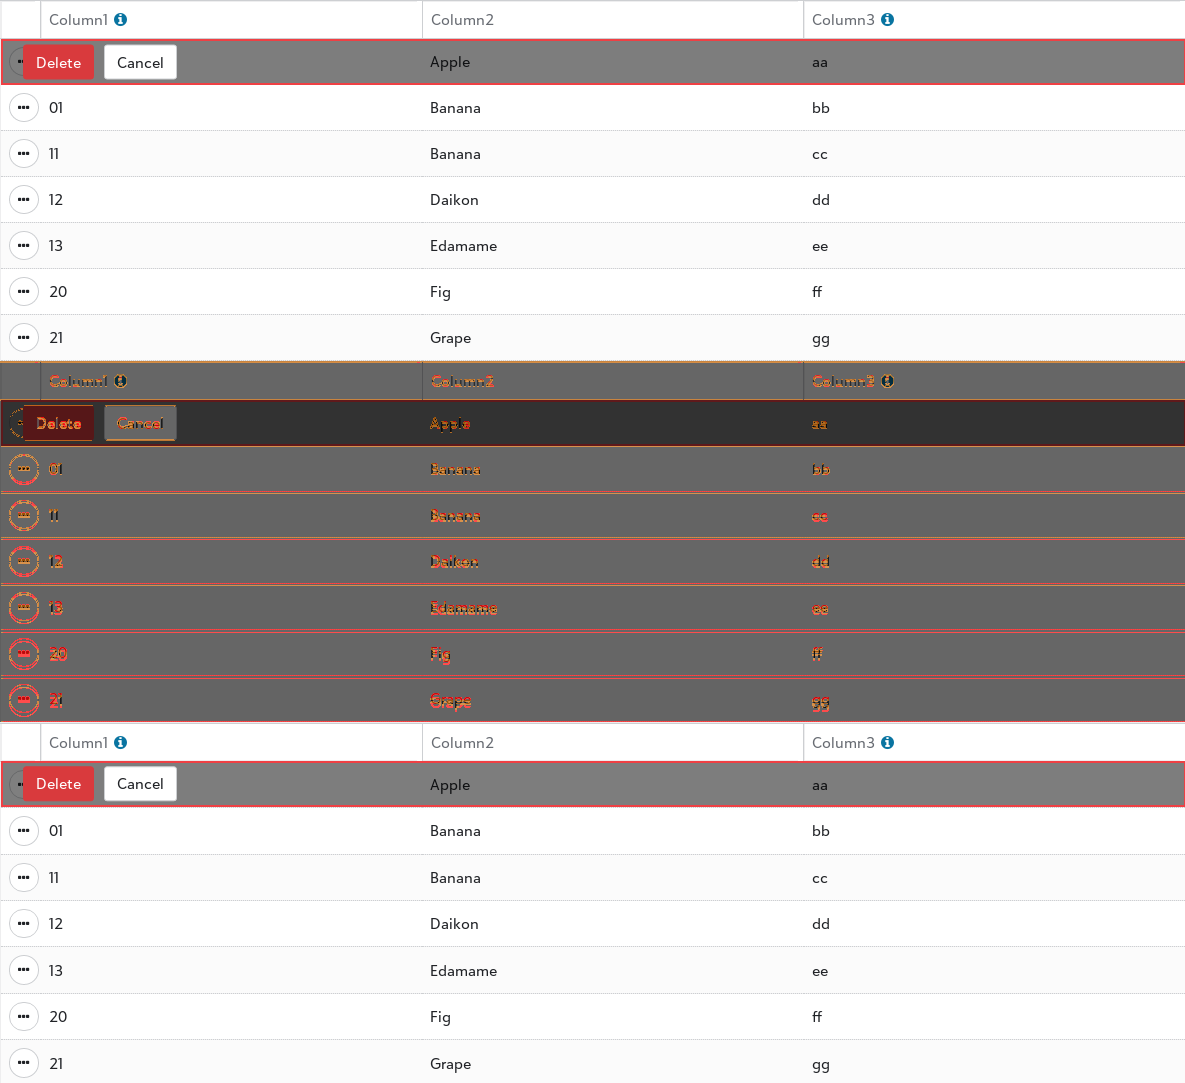 Column1 Column2 Column3
Delete Cancel Apple aa
01 Banana bb
11 Banana cc
12 Daikon dd
13 Edamame ee
20 Fig ff
21 Grape gg
Column1 Column2 Column3
Delete Cancel Apple aa
01 Banana bb
11 Banana cc
12 Daikon dd
13 Edamame ee
20 Fig ff
21 Grape gg
Column1 Column2 Column3
Delete Cancel Apple aa
01 Banana bb
11 Banana cc
12 Daikon dd
13 Edamame ee
20 Fig ff
21 Grape gg